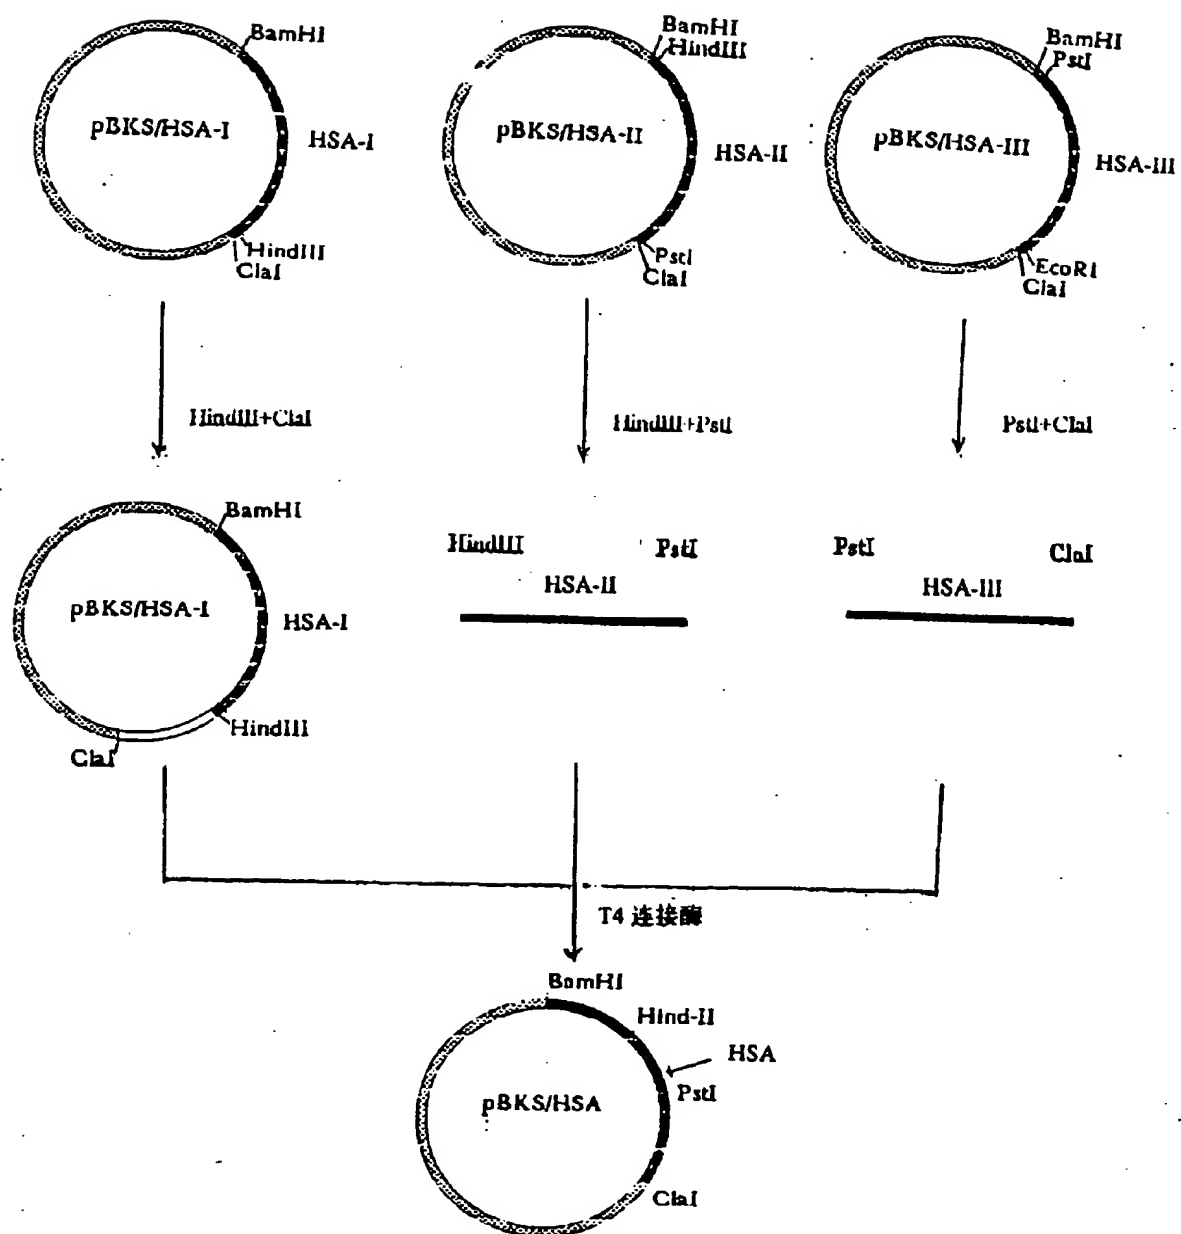 BamHI
pBKS/HSA-I
HSA-I
HindIII
ClaI
BamHI
HindIII
pBKS/HSA-II
HSA-II
PstI
ClaI
BamHI
PstI
pBKS/HSA-III
HSA-III
EcoRI
ClaI
HindIII+ClaI
HindIII+PstI
PstI+ClaI
BamHI
pBKS/HSA-I
HSA-I
HindIII
ClaI
HindIII PstI
HSA-II
PstI ClaI
HSA-III
T4 连接酶
BamHI
Hind-II
HSA
PstI
pBKS/HSA
ClaI